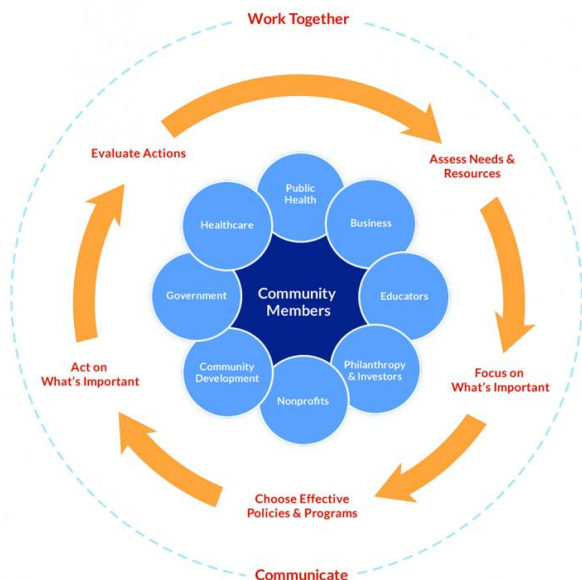 Work Together
Evaluate Actions
Assess Needs &
Resources
Public
Health
Healthcare
Business
Government
Community
Members
Educators
Community
Development
Philanthropy
& Investors
Nonprofits
Act on
What's Important
Focus on
What's Important
Choose Effective
Policies & Programs
Communicate